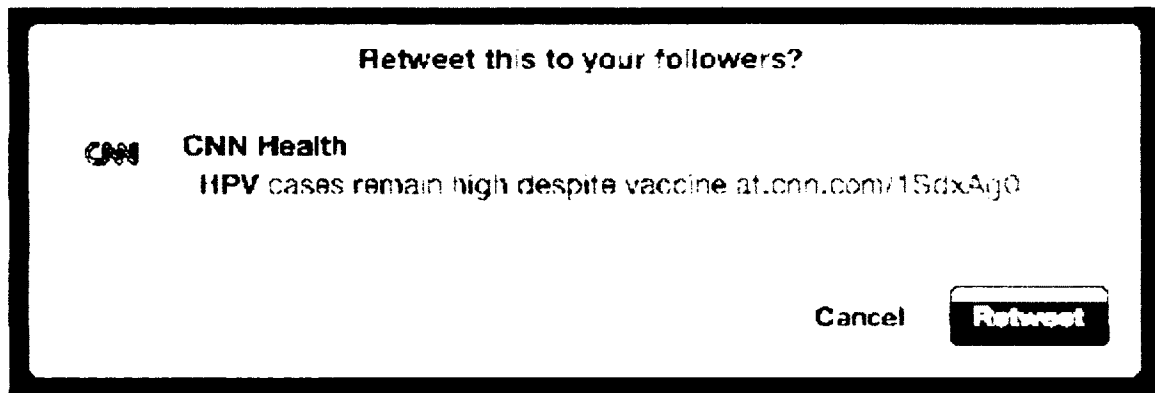 Retweet this to your followers?
CNN
CNN Health
HPV cases remain high despite vaccine at.cnn.com/1SdxAg0
Cancel
Retweet